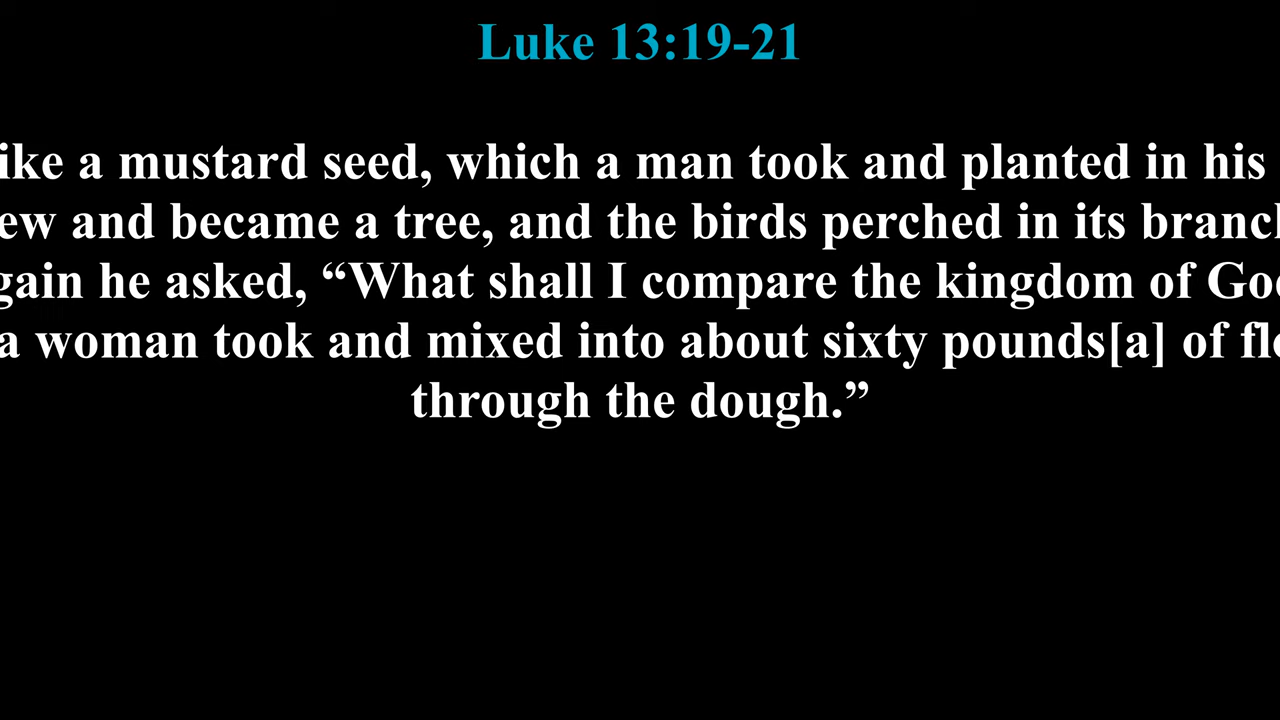 Luke 13:19-21
ike a mustard seed, which a man took and planted in his
ew and became a tree, and the birds perched in its branch
gain he asked, “What shall I compare the kingdom of God
a woman took and mixed into about sixty pounds[a] of flo
through the dough.”